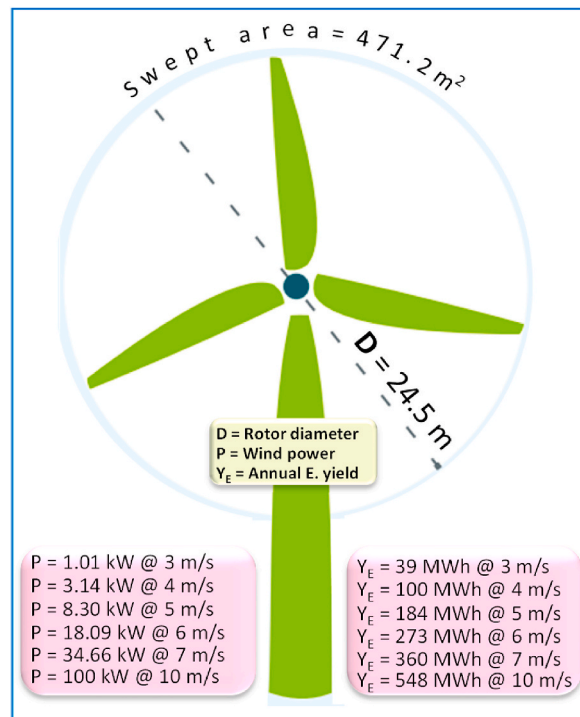 Swept area = 471.2m²
D = 24.5 m
D = Rotor diameter
P = Wind power
Y_E = Annual E. yield
P = 1.01 kW @ 3 m/s
P = 3.14 kW @ 4 m/s
P = 8.30 kW @ 5 m/s
P = 18.09 kW @ 6 m/s
P = 34.66 kW @ 7 m/s
P = 100 kW @ 10 m/s
Y_E = 39 MWh @ 3 m/s
Y_E = 100 MWh @ 4 m/s
Y_E = 184 MWh @ 5 m/s
Y_E = 273 MWh @ 6 m/s
Y_E = 360 MWh @ 7 m/s
Y_E = 548 MWh @ 10 m/s